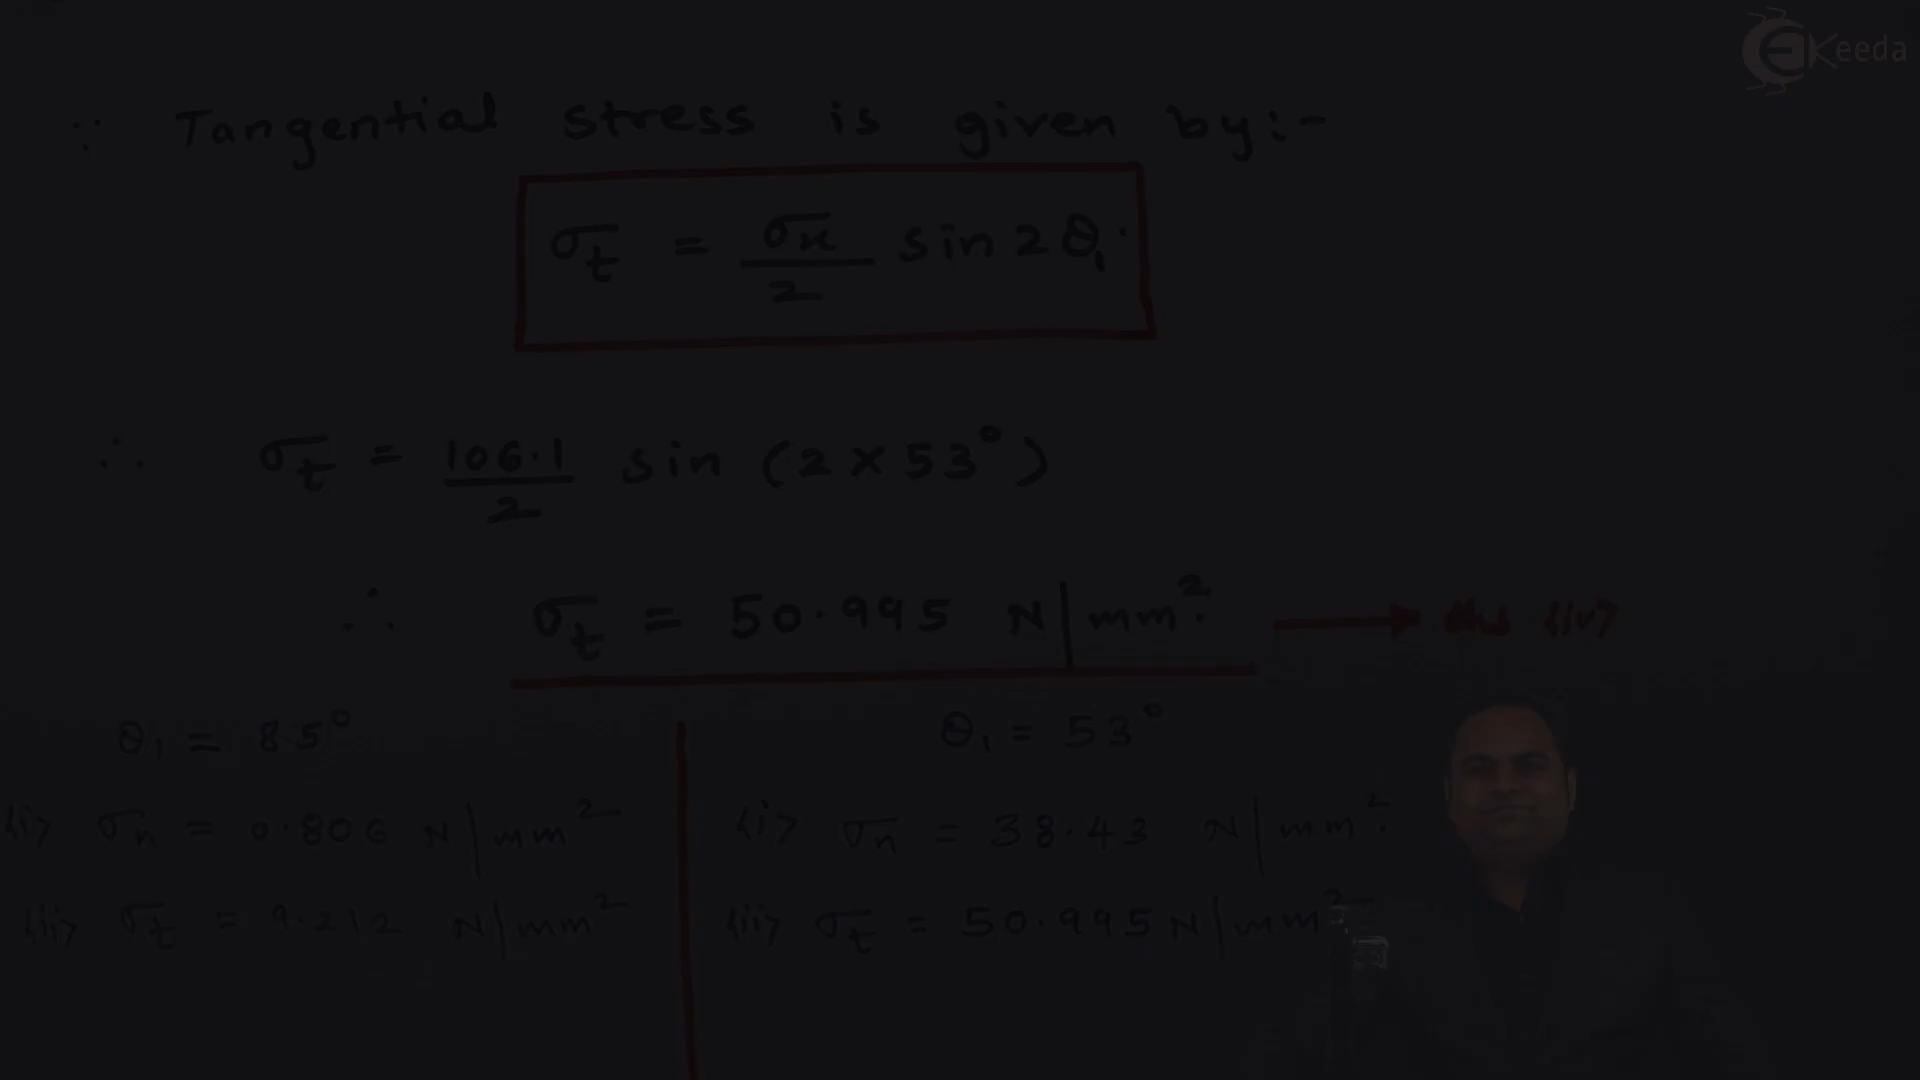 EKeeda
∵ Tangential stress is given by:-
σt = σx/2 sin 2θ₁.
∴ σt = 106.1/2 sin (2 × 53°)
∴ σt = 50.995 N/mm². → Ans (iv)
θ₁ = 85°
(i) σn = 0.806 N/mm²
(ii) σt = 9.212 N/mm²
θ₁ = 53°
(i) σn = 38.43 N/mm².
(ii) σt = 50.995 N/mm²